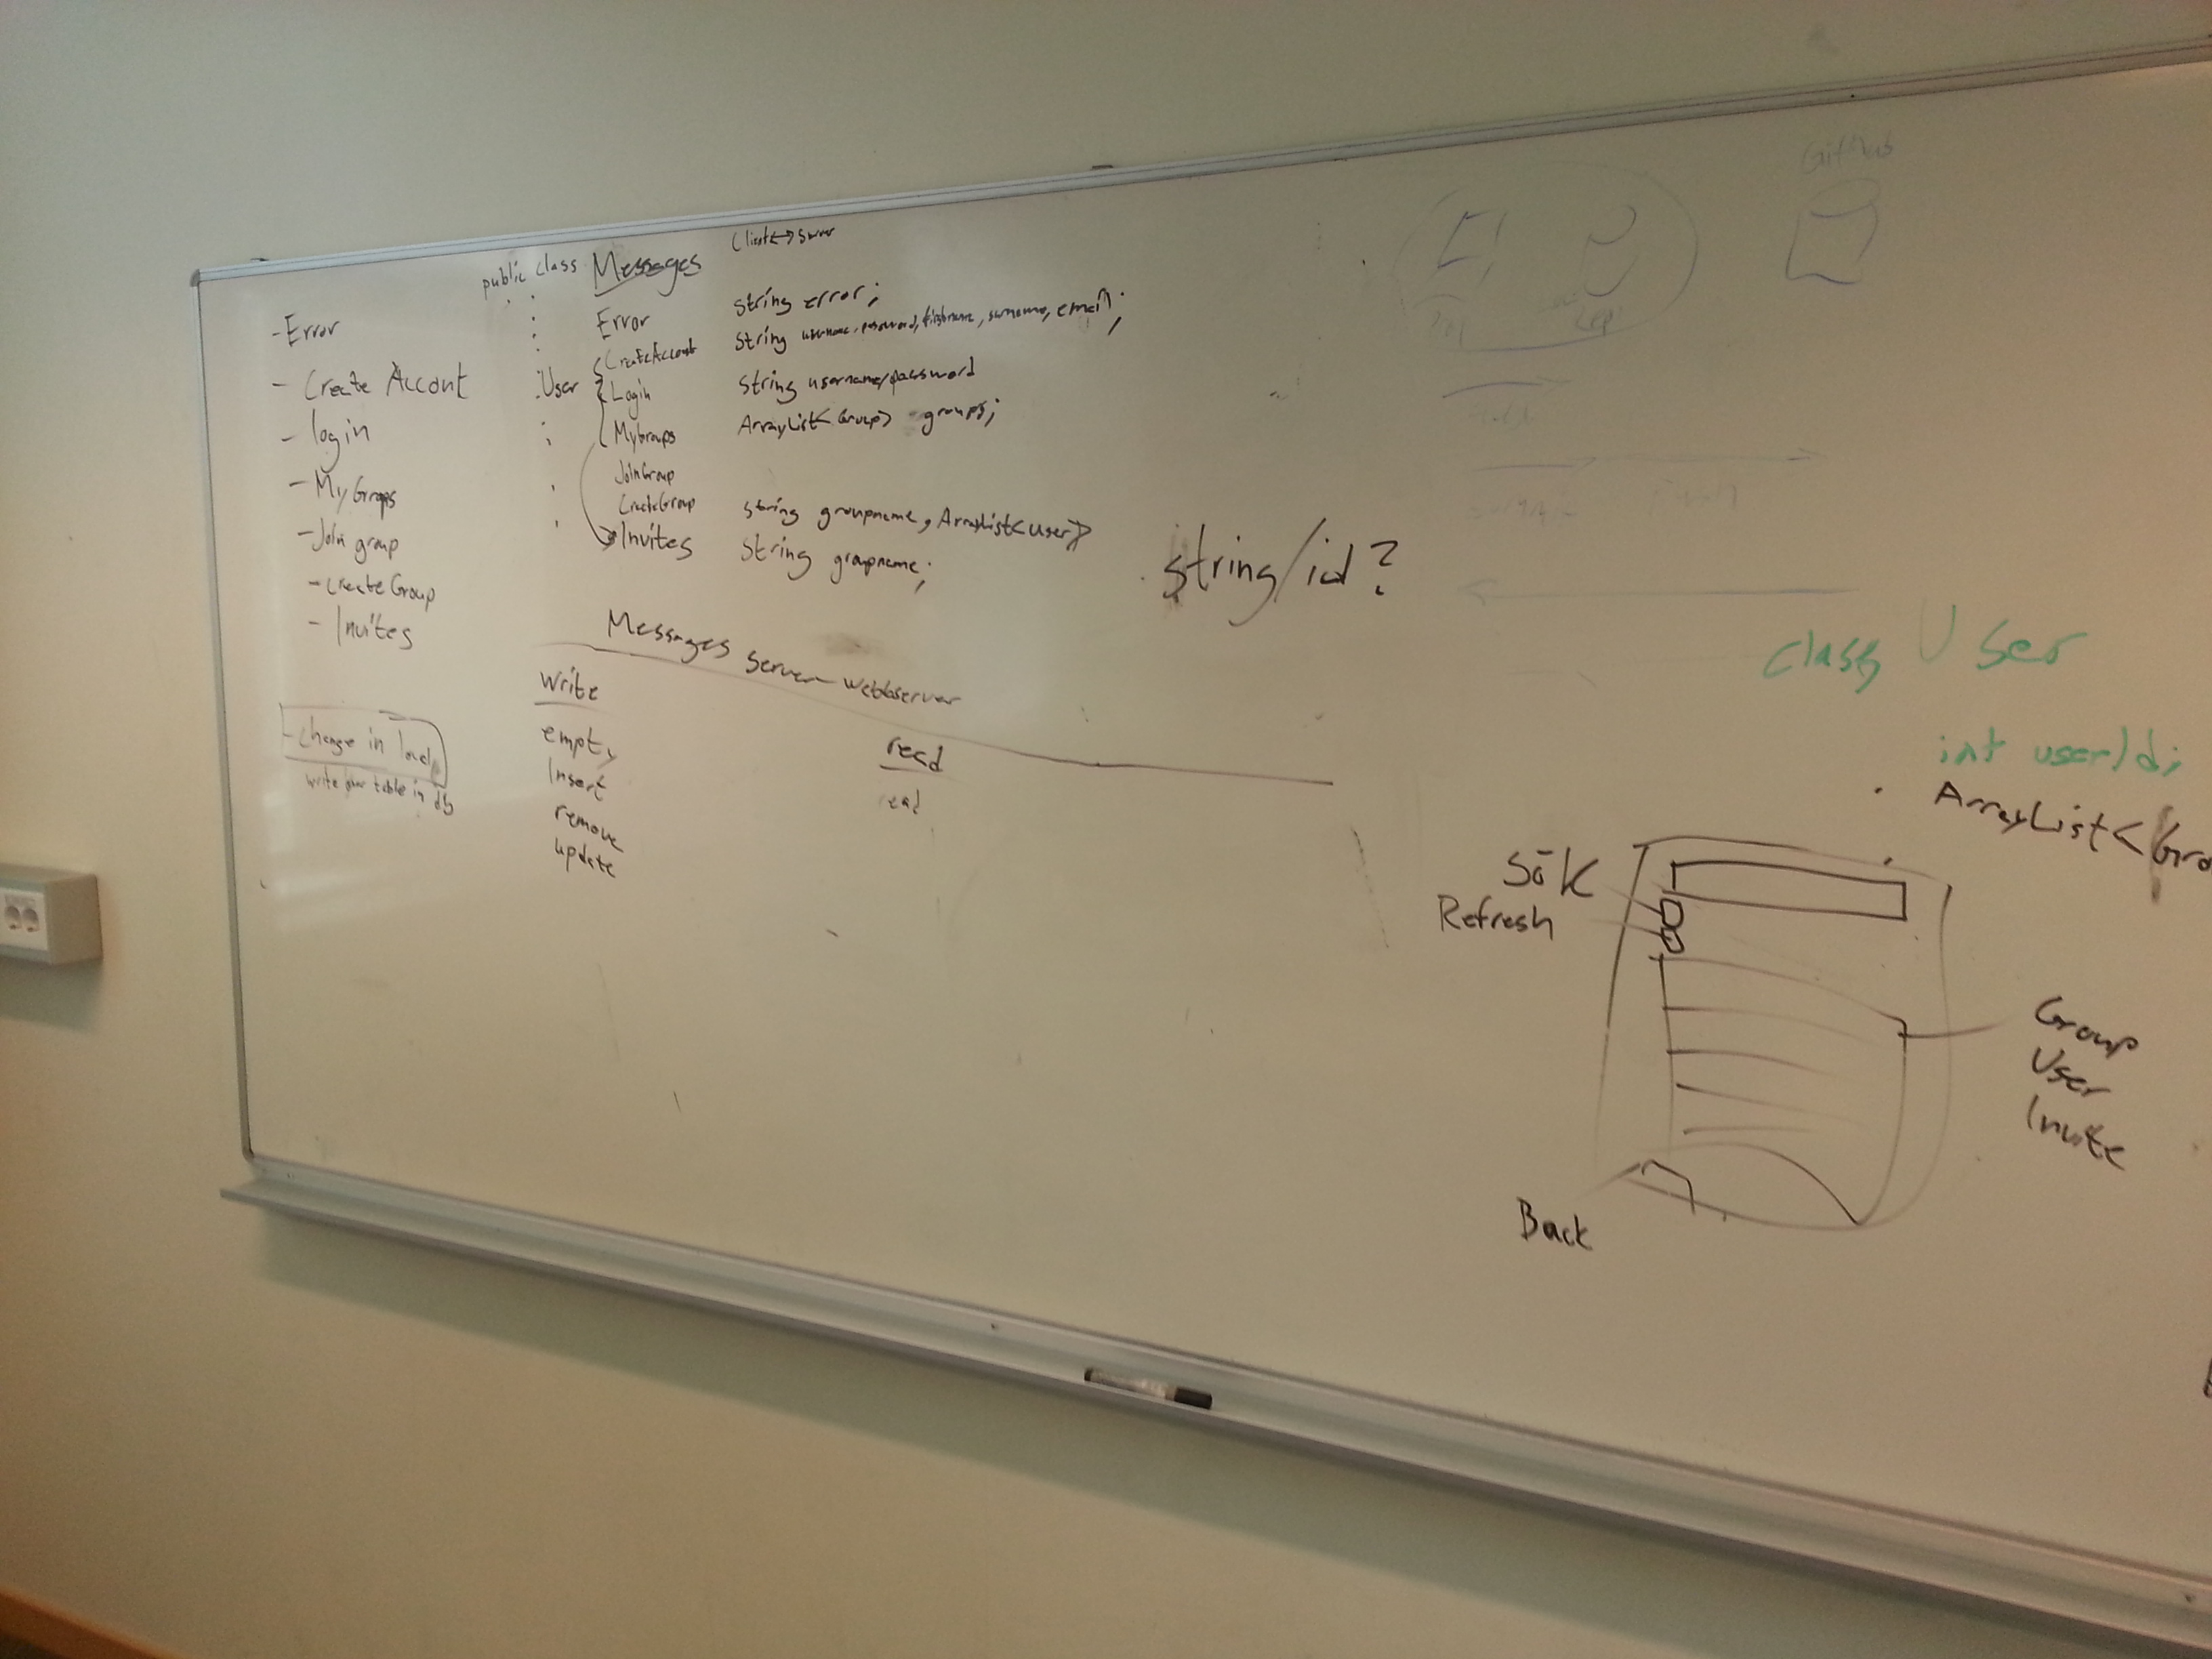 - Error
- Create Accont
- login
- My Grops
- Join group
- create Group
- Invites
public class Messages
Client <-> Server
Error String error;
User
CreateAccount String username, password, firstname, surname, email;
Login String username/password
MyGroups ArrayList<Group> groups;
JoinGroup
CreateGroup String groupname, ArrayList<User>
Invites String groupname;
string/id?
Messages Server - Webbserver
Write
empty
Insert
remove
update
read
read
- change in
write over table in db
GitHub
class User
int userId;
ArrayList<Gro
Sök
Refresh
Group
User
Invite
Back